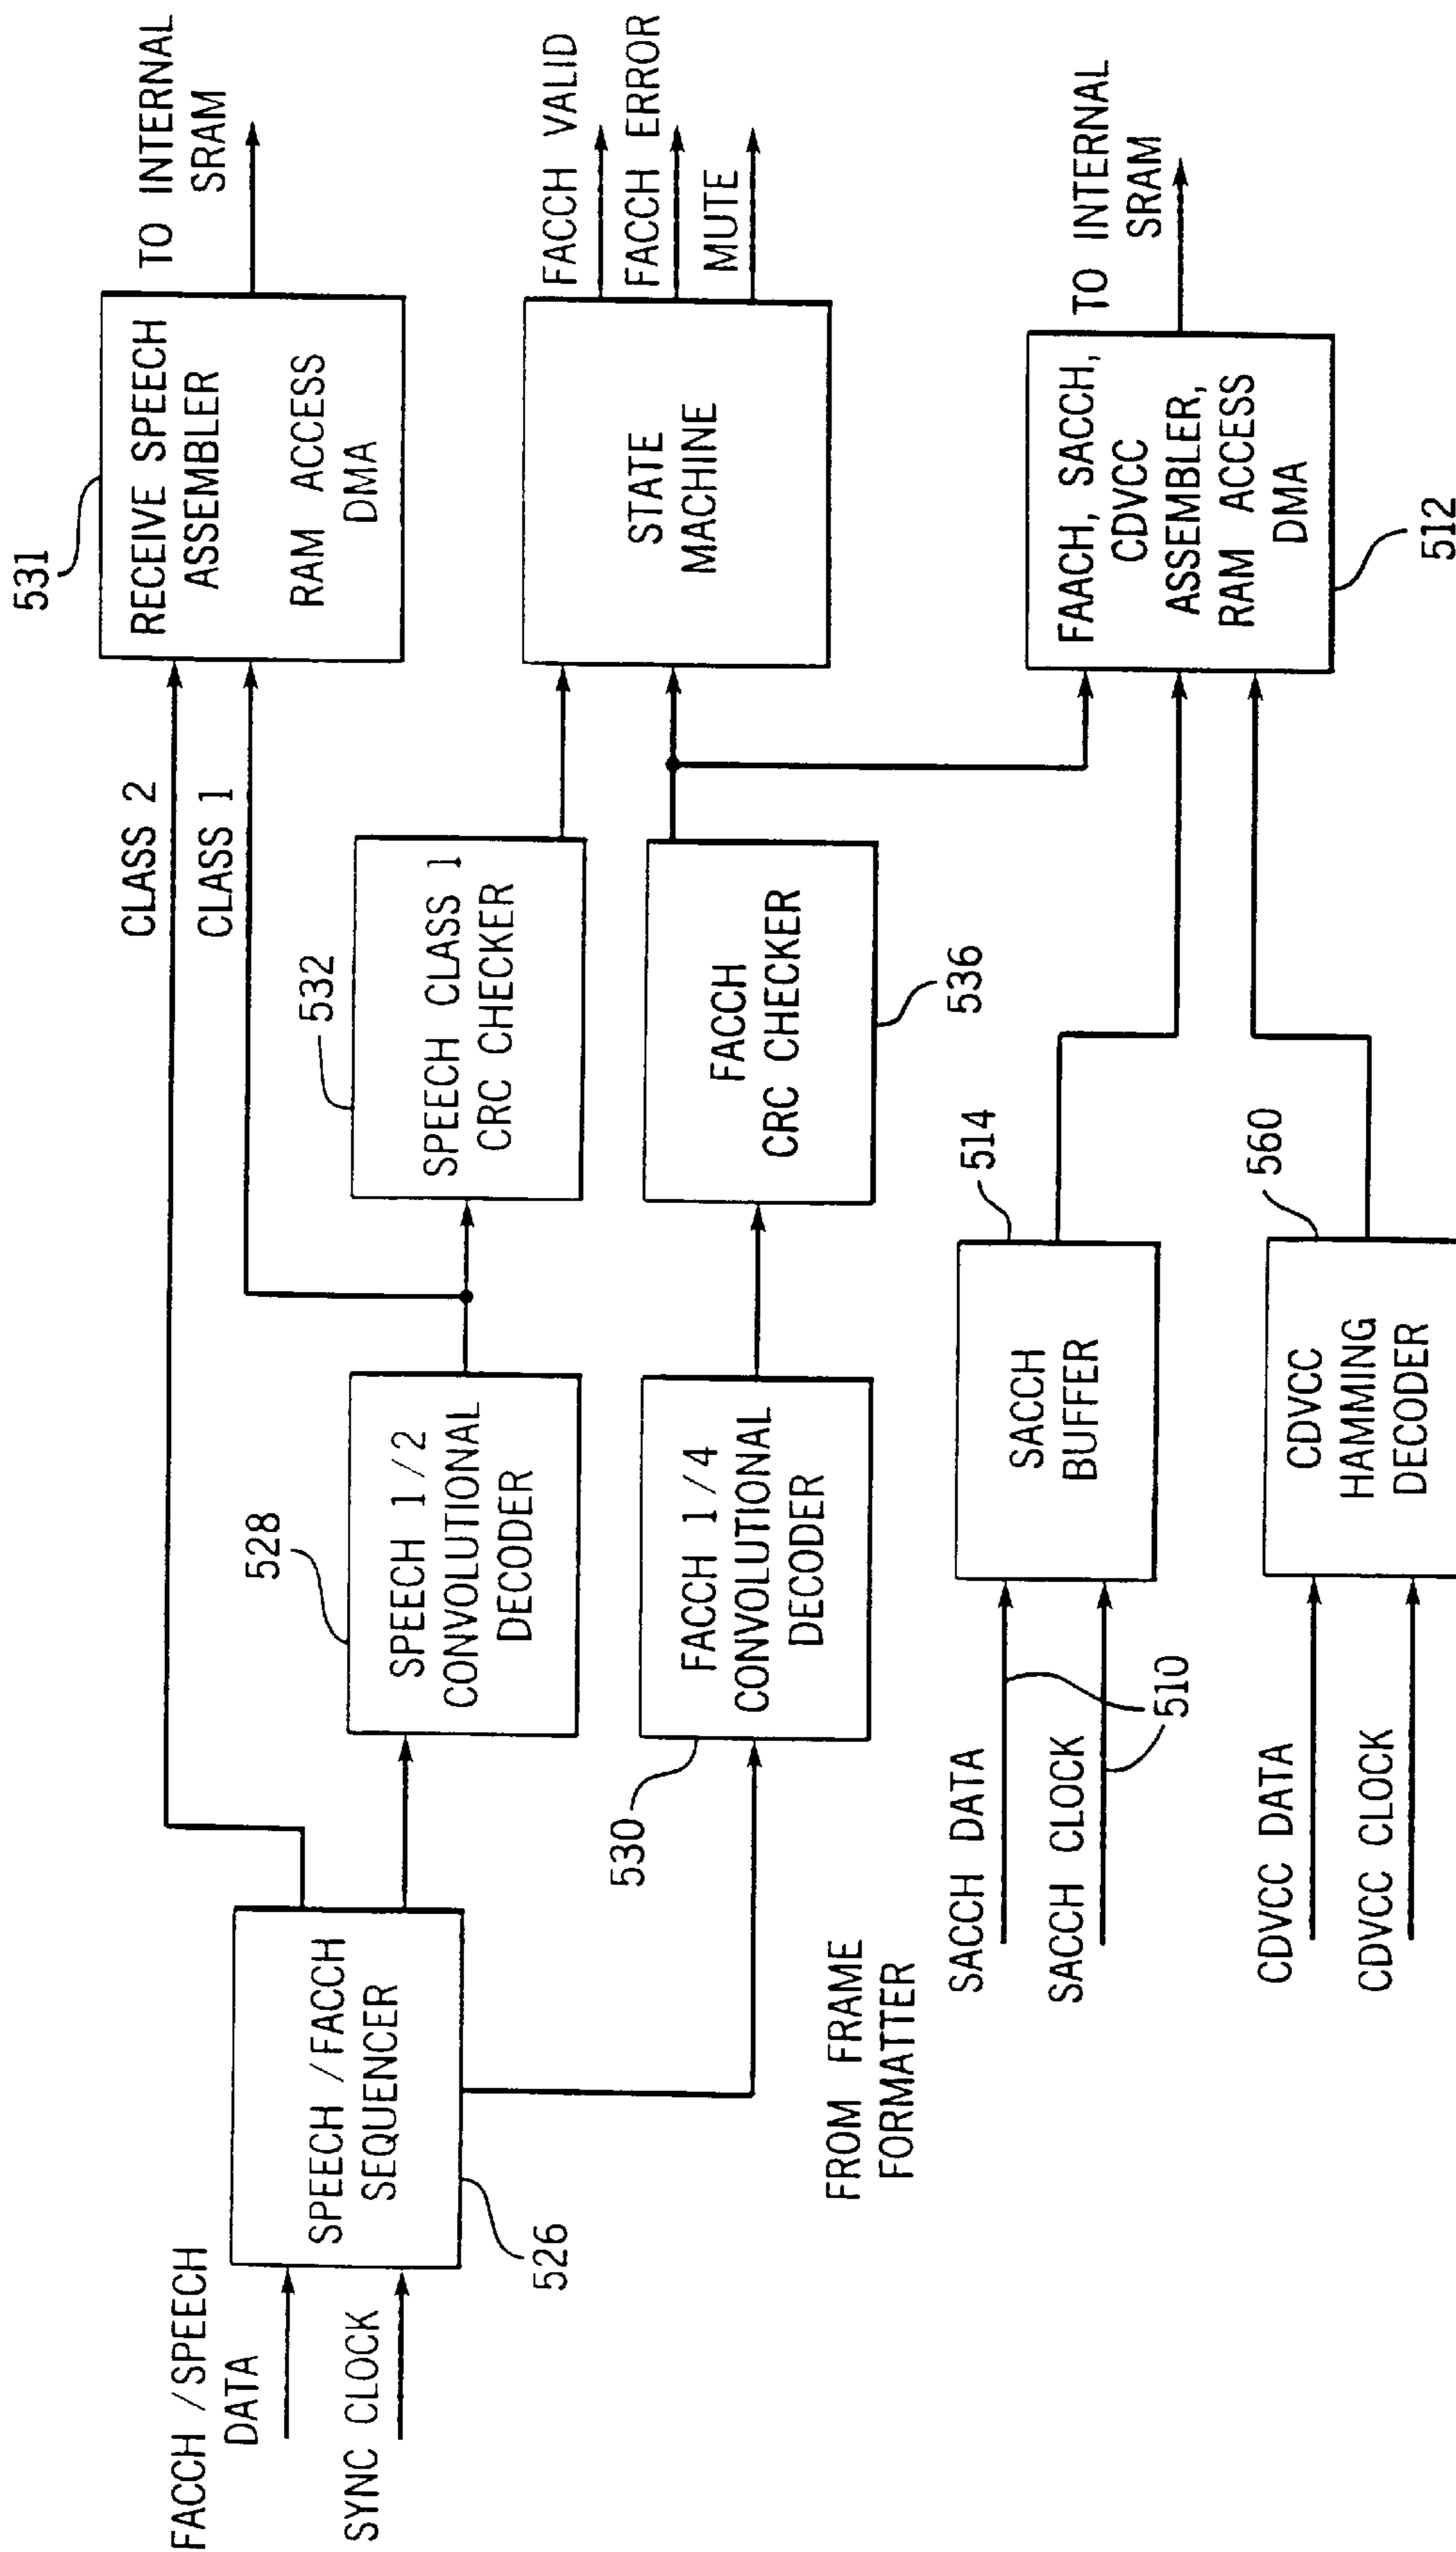 FACCH/SPEECH
DATA
SYNC CLOCK
SPEECH/FACCH
SEQUENCER
526
CLASS 2
CLASS 1
528
SPEECH 1/2
CONVOLUTIONAL
DECODER
530
FACCH 1/4
CONVOLUTIONAL
DECODER
532
SPEECH CLASS 1
CRC CHECKER
FACCH
CRC CHECKER
536
531
RECEIVE SPEECH
ASSEMBLER
RAM ACCESS
DMA
TO INTERNAL
SRAM
STATE
MACHINE
FACCH VALID
FACCH ERROR
MUTE
FROM FRAME
FORMATTER
SACCH DATA
SACCH CLOCK
510
514
SACCH
BUFFER
CDVCC DATA
CDVCC CLOCK
560
CDVCC
HAMMING
DECODER
FAACH, SACCH,
CDVCC
ASSEMBLER,
RAM ACCESS
DMA
512
TO INTERNAL
SRAM